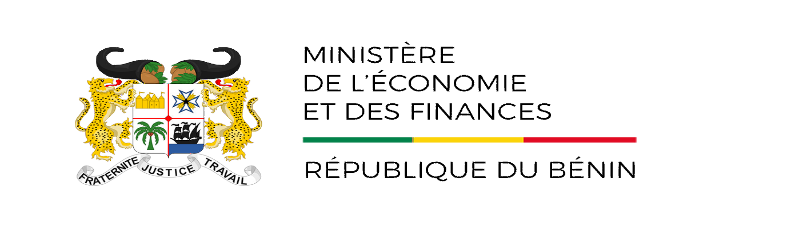 MINISTÈRE
DE L'ÉCONOMIE
ET DES FINANCES
RÉPUBLIQUE DU BÉNIN
FRATERNITE JUSTICE TRAVAIL